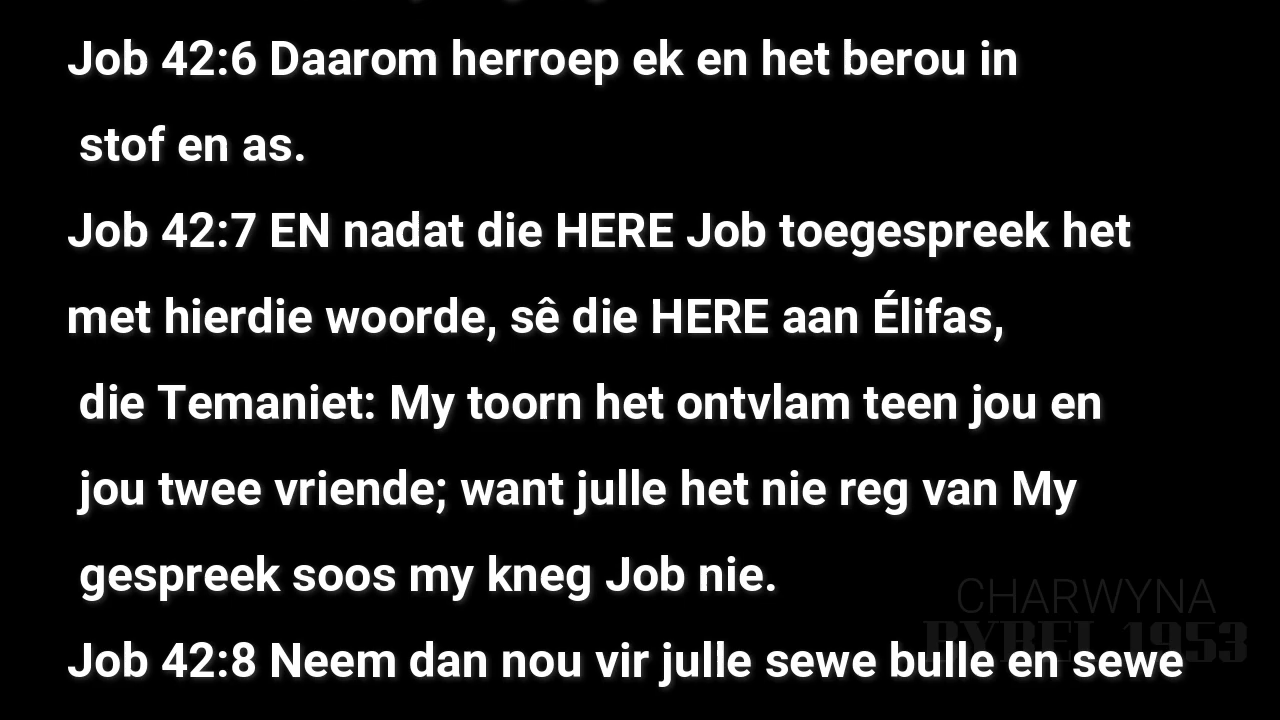 Job 42:6 Daarom herroep ek en het berou in
stof en as.
Job 42:7 EN nadat die HERE Job toegespreek het
met hierdie woorde, sê die HERE aan Élifas,
die Temaniet: My toorn het ontvlam teen jou en
jou twee vriende; want julle het nie reg van My
gespreek soos my kneg Job nie.
CHARWYNA
BYBEL 1953
Job 42:8 Neem dan nou vir julle sewe bulle en sewe